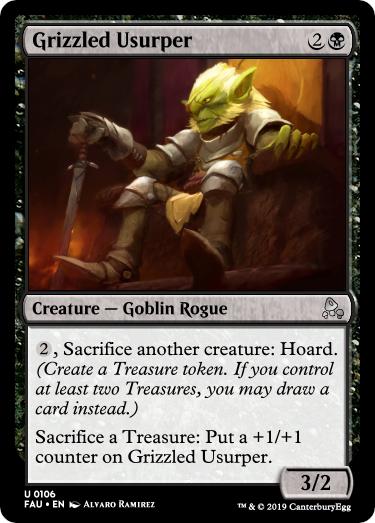 Grizzled Usurper 2
Creature — Goblin Rogue
2, Sacrifice another creature: Hoard.
(Create a Treasure token. If you control
at least two Treasures, you may draw a
card instead.)
Sacrifice a Treasure: Put a +1/+1
counter on Grizzled Usurper.
3/2
U 0106
FAU • EN Alvaro Ramirez
™ & © 2019 CanterburyEgg